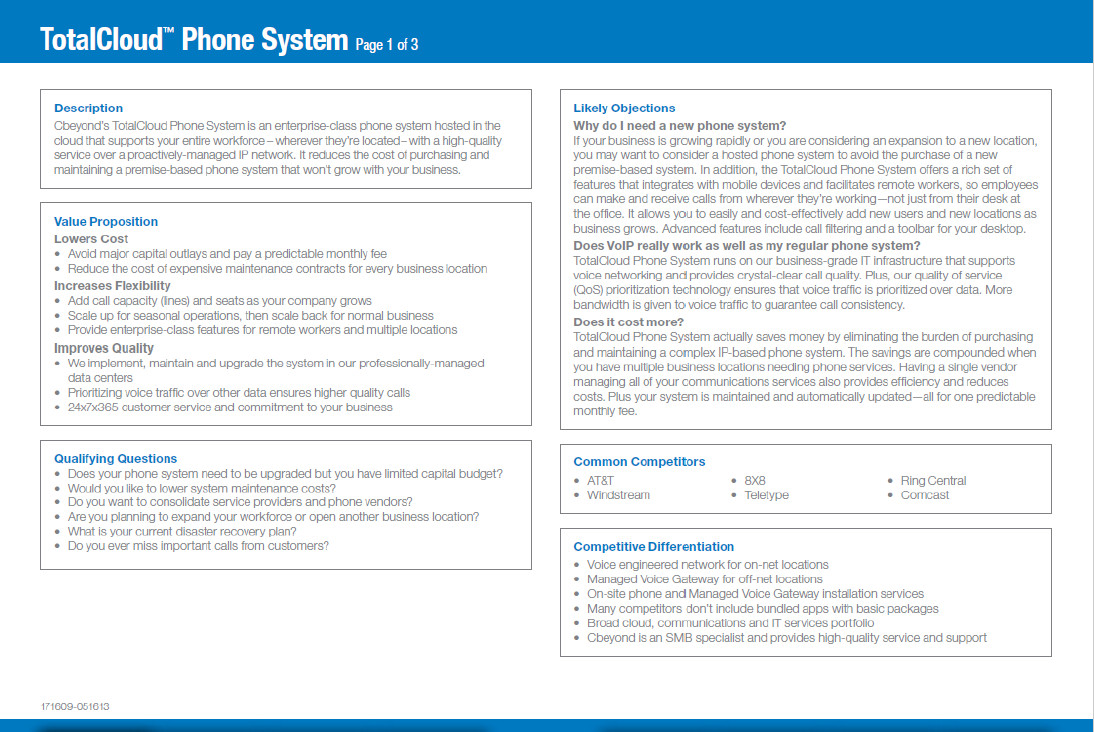 TotalCloud™ Phone System Page 1 of 3
Description
Cbeyond's TotalCloud Phone System is an enterprise-class phone system hosted in the
cloud that supports your entire workforce–wherever they're located–with a high-quality
service over a proactively-managed IP network. It reduces the cost of purchasing and
maintaining a premise-based phone system that won't grow with your business.
Value Proposition
Lowers Cost
• Avoid major capital outlays and pay a predictable monthly fee
• Reduce the cost of expensive maintenance contracts for every business location
Increases Flexibility
• Add call capacity (lines) and seats as your company grows
• Scale up for seasonal operations, then scale back for normal business
• Provide enterprise-class features for remote workers and multiple locations
Improves Quality
• We implement, maintain and upgrade the system in our professionally-managed
data centers
• Prioritizing voice traffic over other data ensures higher quality calls
• 24x7x365 customer service and commitment to your business
Qualifying Questions
• Does your phone system need to be upgraded but you have limited capital budget?
• Would you like to lower system maintenance costs?
• Do you want to consolidate service providers and phone vendors?
• Are you planning to expand your workforce or open another business location?
• What is your current disaster recovery plan?
• Do you ever miss important calls from customers?
Likely Objections
Why do I need a new phone system?
If your business is growing rapidly or you are considering an expansion to a new location,
you may want to consider a hosted phone system to avoid the purchase of a new
premise-based system. In addition, the TotalCloud Phone System offers a rich set of
features that integrates with mobile devices and facilitates remote workers, so employees
can make and receive calls from wherever they're working—not just from their desk at
the office. It allows you to easily and cost-effectively add new users and new locations as
business grows. Advanced features include call filtering and a toolbar for your desktop.
Does VoIP really work as well as my regular phone system?
TotalCloud Phone System runs on our business-grade IT infrastructure that supports
voice networking and provides crystal-clear call quality. Plus, our quality of service
(QoS) prioritization technology ensures that voice traffic is prioritized over data. More
bandwidth is given to voice traffic to guarantee call consistency.
Does it cost more?
TotalCloud Phone System actually saves money by eliminating the burden of purchasing
and maintaining a complex IP-based phone system. The savings are compounded when
you have multiple business locations needing phone services. Having a single vendor
managing all of your communications services also provides efficiency and reduces
costs. Plus your system is maintained and automatically updated—all for one predictable
monthly fee.
Common Competitors
• AT&T • 8X8 • Ring Central
• Windstream • Teletype • Comcast
Competitive Differentiation
• Voice engineered network for on-net locations
• Managed Voice Gateway for off-net locations
• On-site phone and Managed Voice Gateway installation services
• Many competitors don't include bundled apps with basic packages
• Broad cloud, communications and IT services portfolio
• Cbeyond is an SMB specialist and provides high-quality service and support
171609-051613